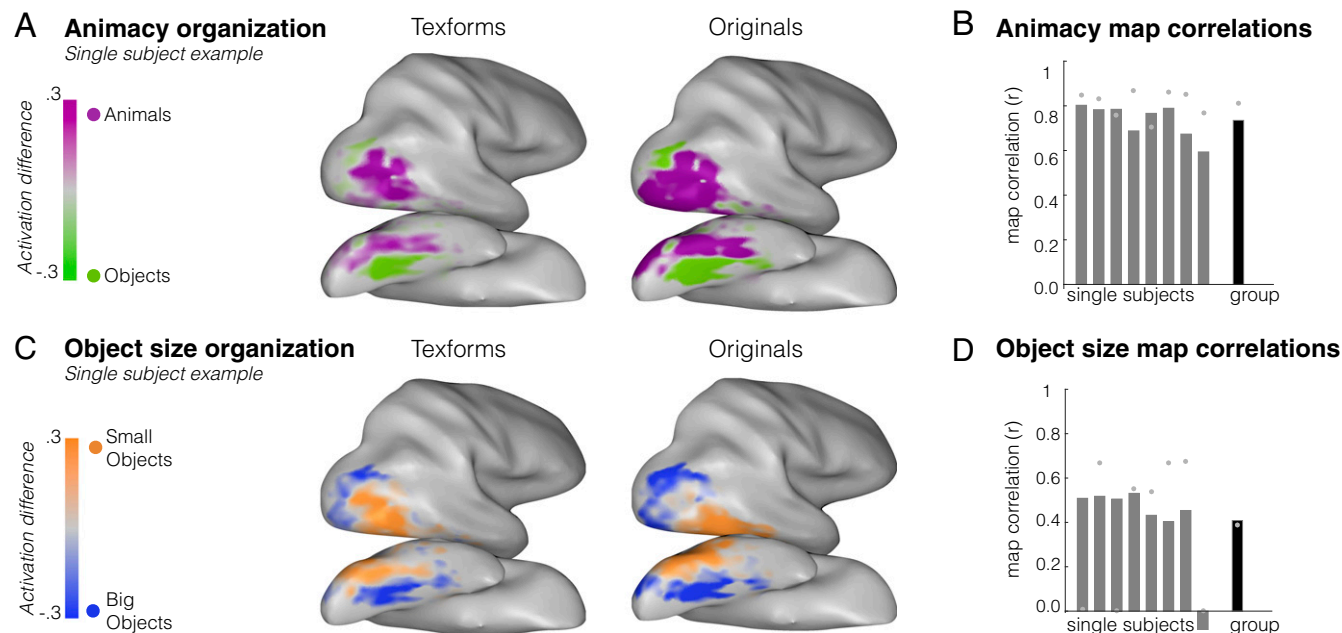 A Animacy organization
Single subject example
Texforms
Originals
Activation difference
.3
-.3
Animals
Objects
B Animacy map correlations
map correlation (r)
1
0.8
0.6
0.4
0.2
0.0
single subjects
group
C Object size organization
Single subject example
Texforms
Originals
Activation difference
.3
-.3
Small
Objects
Big
Objects
D Object size map correlations
map correlation (r)
1
0.8
0.6
0.4
0.2
0.0
single subjects
group